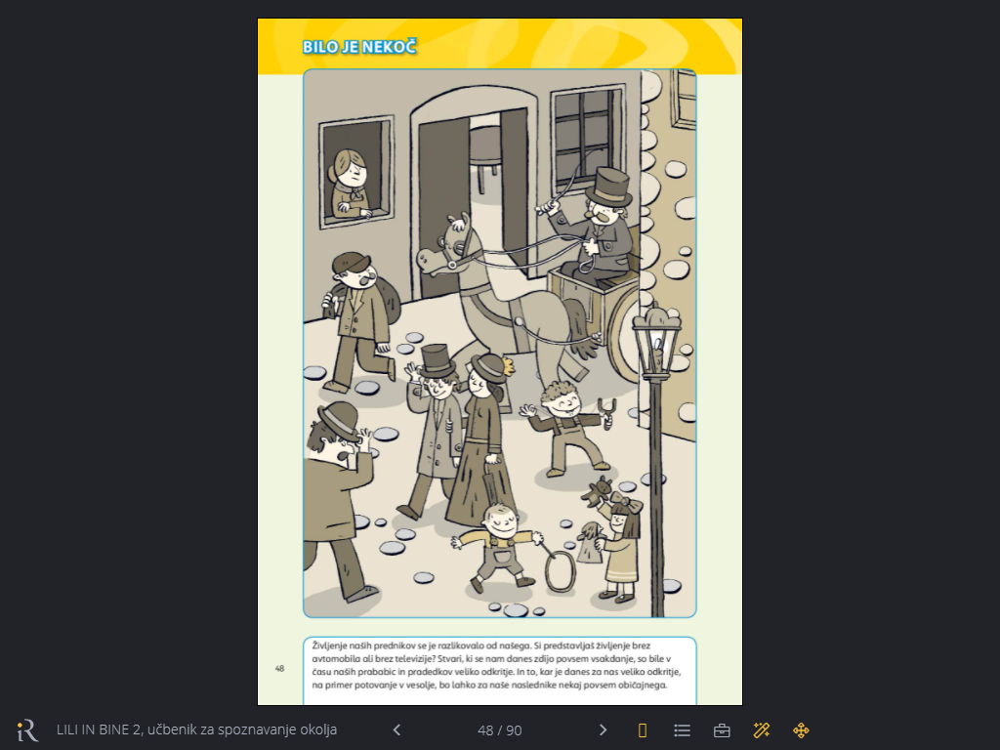 BILO JE NEKOČ
Življenje naših prednikov se je razlikovalo od našega. Si predstavljaš življenje brez
avtomobila ali brez televizije? Stvari, ki se nam danes zdijo povsem vsakdanje, so bile v
času naših prababic in pradedkov veliko odkritje. In to, kar je danes za nas veliko odkritje,
na primer potovanje v vesolje, bo lahko za naše naslednike nekaj povsem običajnega.
48
LILI IN BINE 2, učbenik za spoznavanje okolja
48 / 90